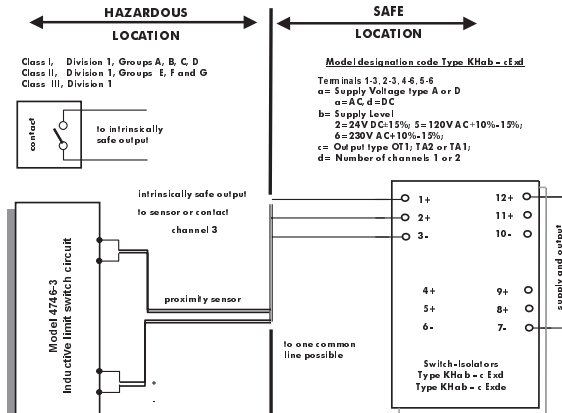 HAZARDOUS
LOCATION
SAFE
LOCATION
Class I, Division 1, Groups A, B, C, D
Class II, Division 1, Groups E, F and G
Class III, Division 1
contact
to intrinsically
safe output
Model designation code Type KHab - cExd
Terminals 1-3, 2-3, 4-6, 5-6
a= Supply Voltage type A or D
a=AC, d=DC
b= Supply Level
2=24V DC±15%; 5=120V AC+10%-15%;
6=230V AC+10%-15%;
c= Output type OT1; TA2 or TA1;
d= Number of channels 1 or 2
intrinsically safe output
to sensor or contact
channel 3
proximity sensor
Model 4746-3
Inductive limit switch circuit
+
-
to one common
line possible
1+
2+
3-
4+
5+
6-
12+
11+
10-
9+
8+
7-
Switch-Isolators
Type KHab - c Exd
Type KHab - c Exde
supply and output